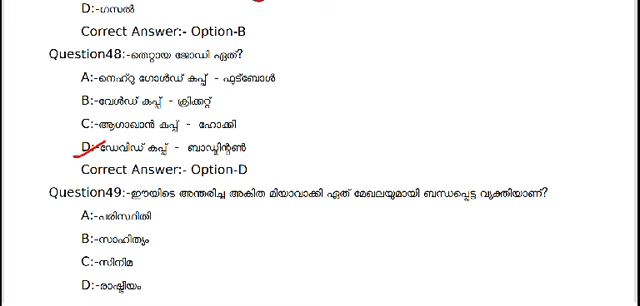 D:-ഗസൽ
Correct Answer:- Option-B
Question48:-തെറ്റായ ജോഡി ഏത്?
A:-നെഹ്റു ഗോൾഡ് കപ്പ് - ഫുട്ബോൾ
B:-വേൾഡ് കപ്പ് - ക്രിക്കറ്റ്
C:-ആഗാഖാൻ കപ്പ് - ഹോക്കി
D:-ഡേവിഡ് കപ്പ് - ബാഡ്മിന്റൺ
Correct Answer:- Option-D
Question49:-ഈയിടെ അന്തരിച്ച അകിത മിയാവാക്കി ഏത് മേഖലയുമായി ബന്ധപ്പെട്ട വ്യക്തിയാണ്?
A:-പരിസ്ഥിതി
B:-സാഹിത്യം
C:-സിനിമ
D:-രാഷ്ട്രീയം